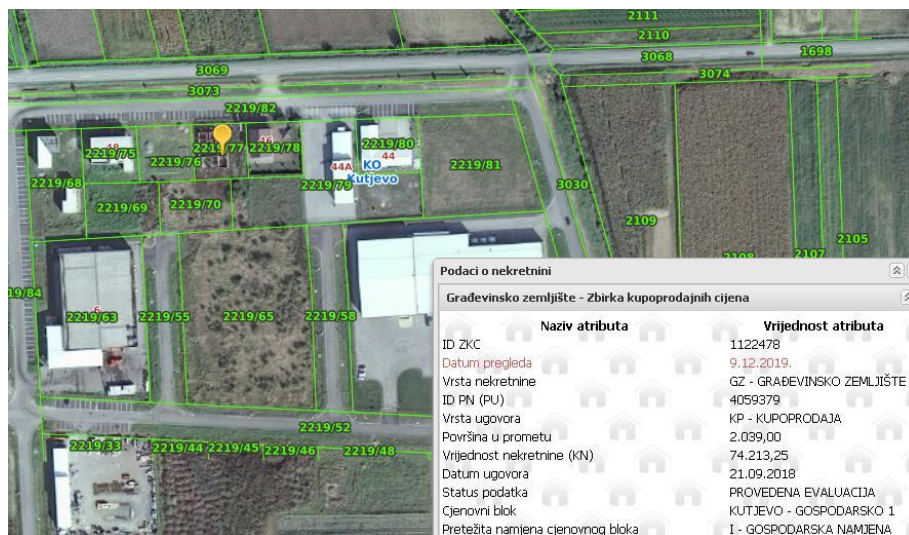 2111
2110
3068
1698
3069
3074
3073
2219/82
48
2219/75
2219/76
2219/77
46
2219/78
2219/80
44
44A
KO
Kutjevo
2219/81
2219/68
2219/79
3030
2219/69
2219/70
2109
2108
2107
2105
19/84
6
2219/63
2219/55
2219/65
2219/58
2219/52
2219/33
2219/44
2219/45
2219/46
2219/48
Podaci o nekretnini
Građevinsko zemljište - Zbirka kupoprodajnih cijena
Naziv atributa Vrijednost atributa
ID ZKC 1122478
Datum pregleda 9.12.2019.
Vrsta nekretnine GZ - GRAĐEVINSKO ZEMLJIŠTE
ID PN (PU) 4059379
Vrsta ugovora KP - KUPOPRODAJA
Površina u prometu 2.039,00
Vrijednost nekretnine (KN) 74.213,25
Datum ugovora 21.09.2018
Status podatka PROVEDENA EVALUACIJA
Cjenovni blok KUTJEVO - GOSPODARSKO 1
Pretežita namjena cjenovnog bloka I - GOSPODARSKA NAMJENA